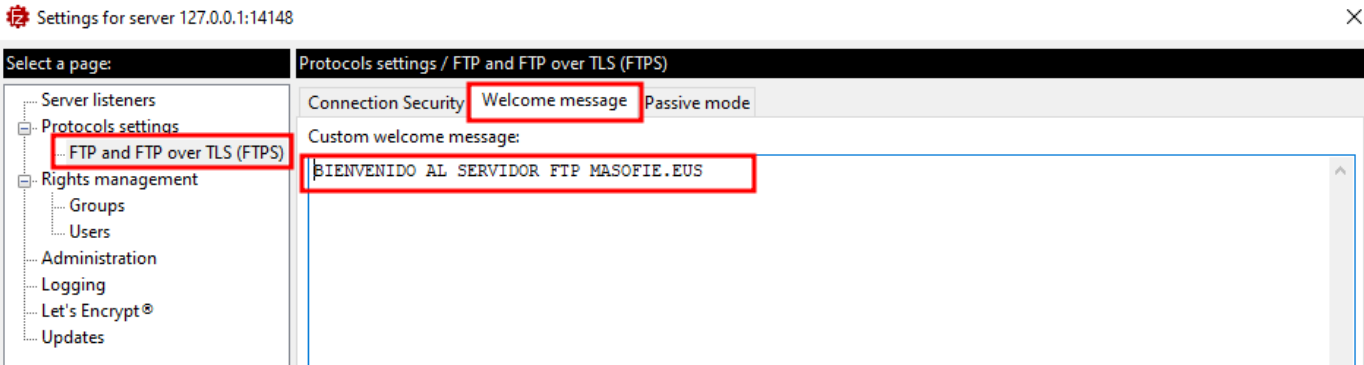 Settings for server 127.0.0.1:14148
Select a page:
Server listeners
Protocols settings
FTP and FTP over TLS (FTPS)
Rights management
Groups
Users
Administration
Logging
Let's Encrypt®
Updates
Protocols settings / FTP and FTP over TLS (FTPS)
Connection Security Welcome message Passive mode
Custom welcome message:
BIENVENIDO AL SERVIDOR FTP MASOFIE.EUS